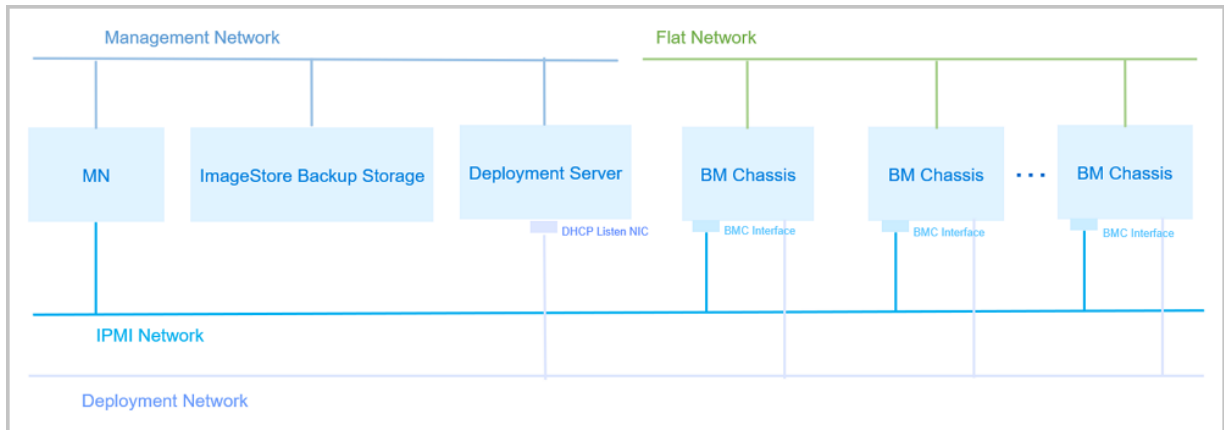 Management Network
Flat Network
MN
ImageStore Backup Storage
Deployment Server
BM Chassis
BM Chassis
...
BM Chassis
DHCP Listen NIC
BMC Interface
BMC Interface
BMC Interface
IPMI Network
Deployment Network